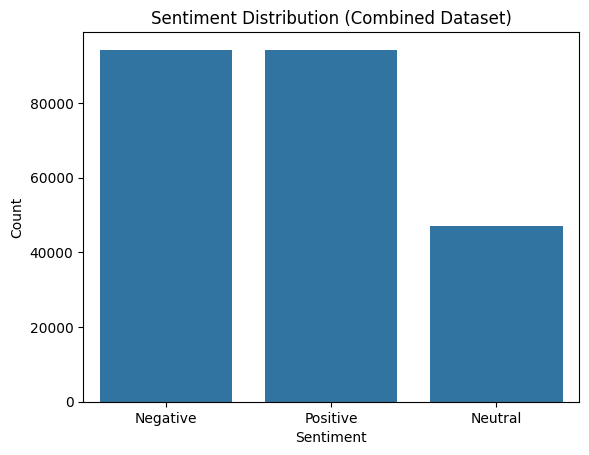 Sentiment Distribution (Combined Dataset)
80000
60000
40000
20000
0
Count
Negative Positive Neutral
Sentiment